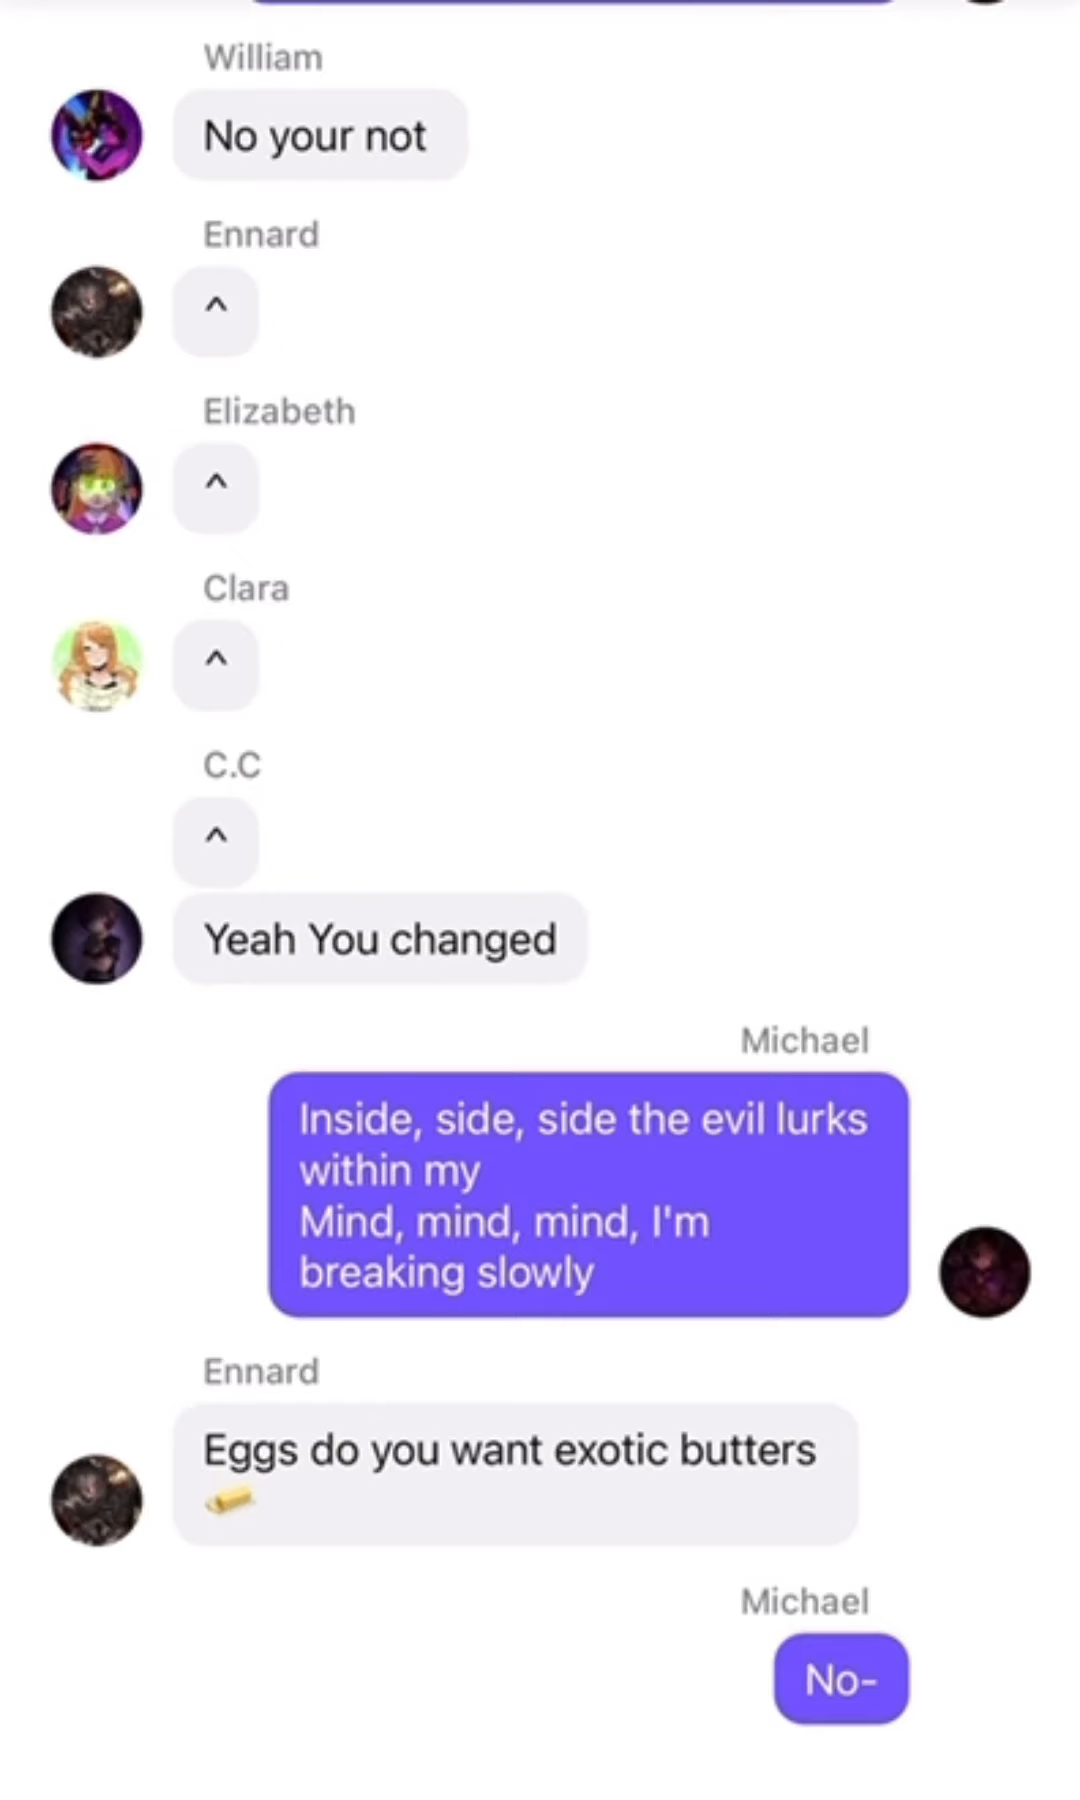 William
No your not
Ennard
^
Elizabeth
^
Clara
^
C.C
^
Yeah You changed
Michael
Inside, side, side the evil lurks
within my
Mind, mind, mind, I'm
breaking slowly
Ennard
Eggs do you want exotic butters
🧈
Michael
No-